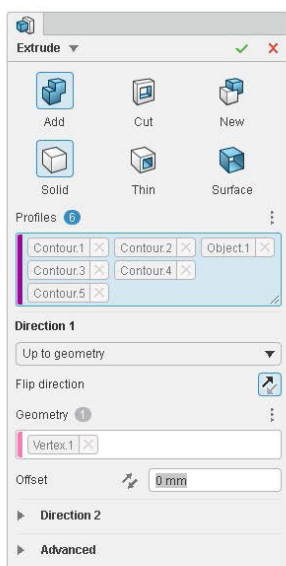 Extrude
Add Cut New
Solid Thin Surface
Profiles 6
Contour.1 Contour.2 Object.1
Contour.3 Contour.4
Contour.5
Direction 1
Up to geometry
Flip direction
Geometry 1
Vertex.1
Offset 0 mm
Direction 2
Advanced